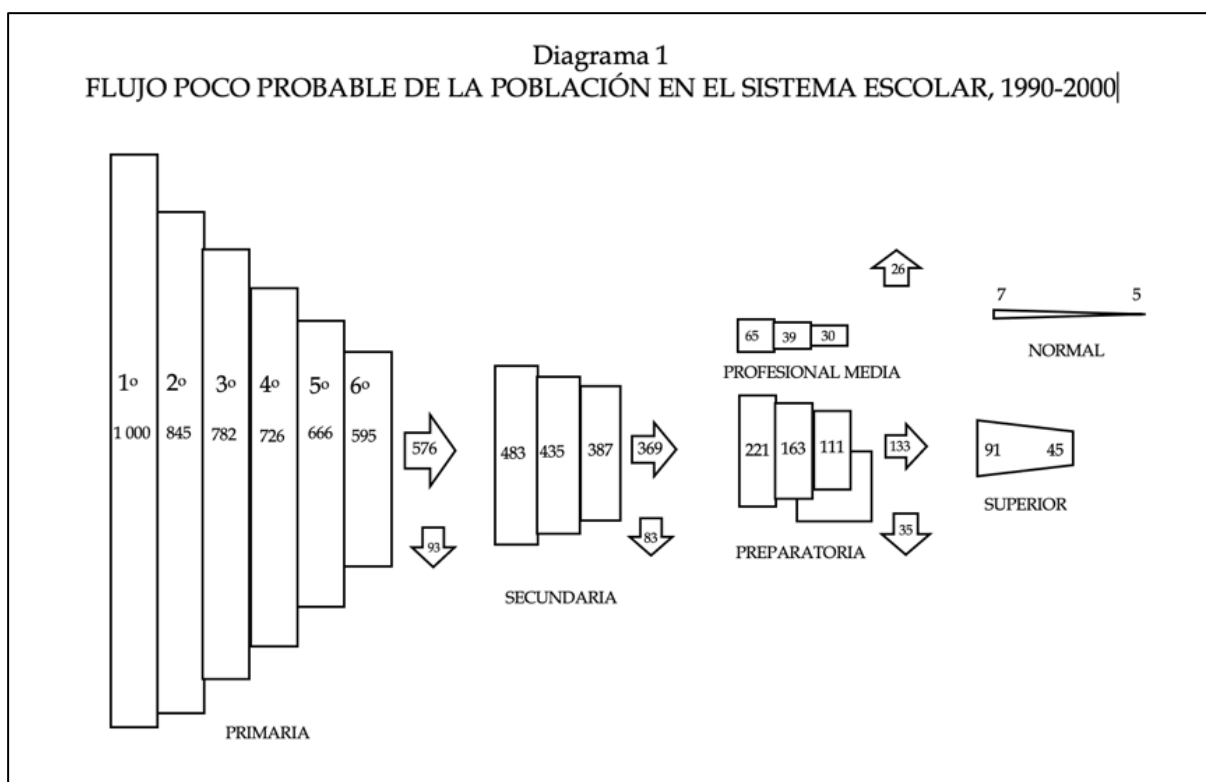 Diagrama 1
FLUJO POCO PROBABLE DE LA POBLACIÓN EN EL SISTEMA ESCOLAR, 1990-2000
1º 2º 3º 4º 5º 6º
1 000 845 782 726 666 595
576
93
PRIMARIA
483 435 387
369
83
SECUNDARIA
65 39 30
PROFESIONAL MEDIA
26
221 163 111
133
35
PREPARATORIA
7 5
NORMAL
91 45
SUPERIOR